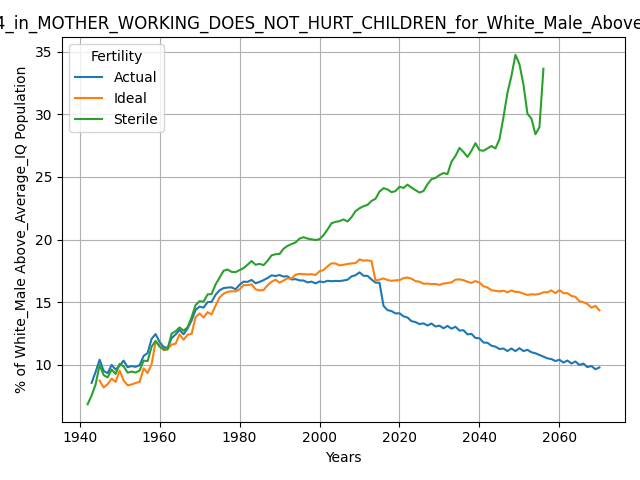 4_in_MOTHER_WORKING_DOES_NOT_HURT_CHILDREN_for_White_Male_Above
Fertility
Actual
Ideal
Sterile
% of White_Male Above_Average_IQ Population
35
30
25
20
15
10
1940 1960 1980 2000 2020 2040 2060
Years